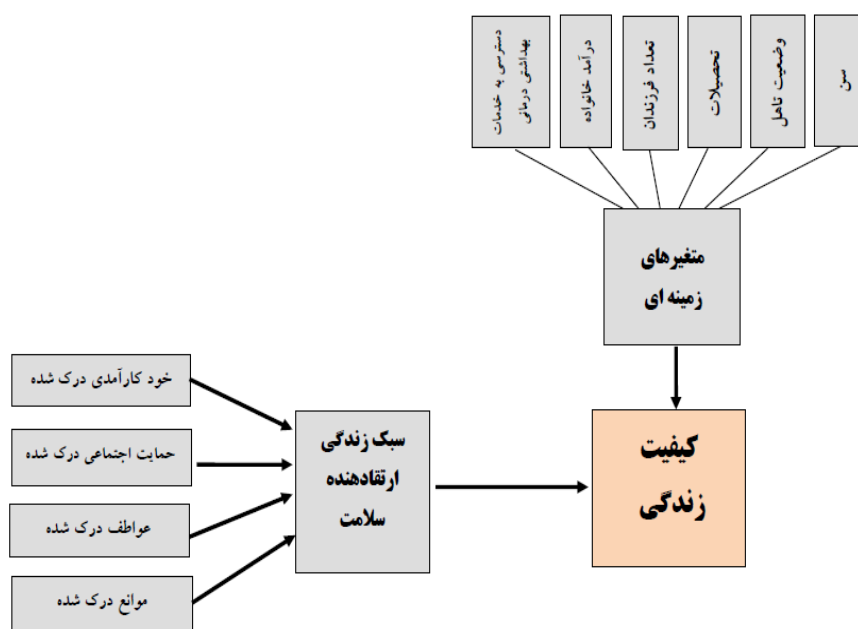 سن
وضعیت تاهل
تحصیلات
تعداد فرزندان
درآمد خانواده
دسترسی به خدمات
بهداشتی درمانی
متغیرهای
زمینه ای
خود کارآمدی درک شده
حمایت اجتماعی درک شده
عواطف درک شده
موانع درک شده
سبک زندگی
ارتقادهنده
سلامت
کیفیت
زندگی